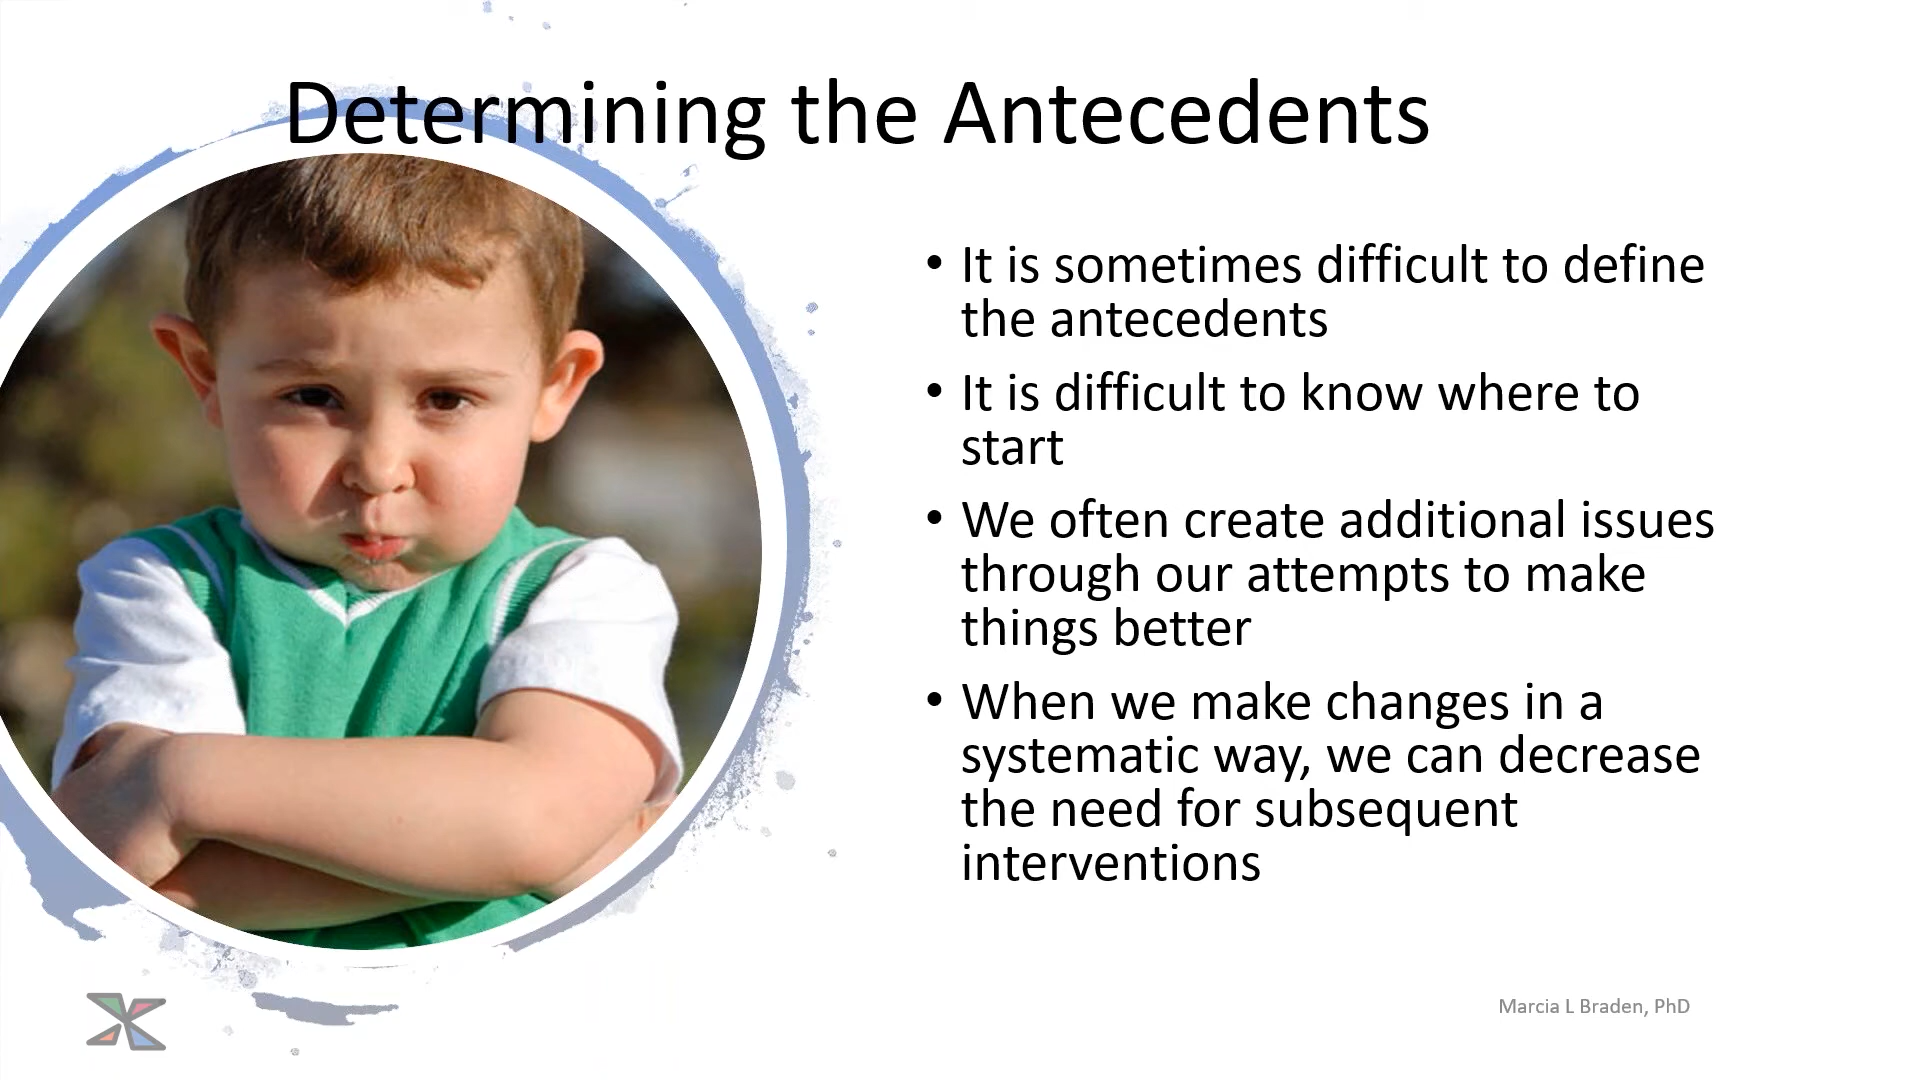 Determining the Antecedents
• It is sometimes difficult to define
the antecedents
• It is difficult to know where to
start
• We often create additional issues
through our attempts to make
things better
• When we make changes in a
systematic way, we can decrease
the need for subsequent
interventions
Marcia L Braden, PhD